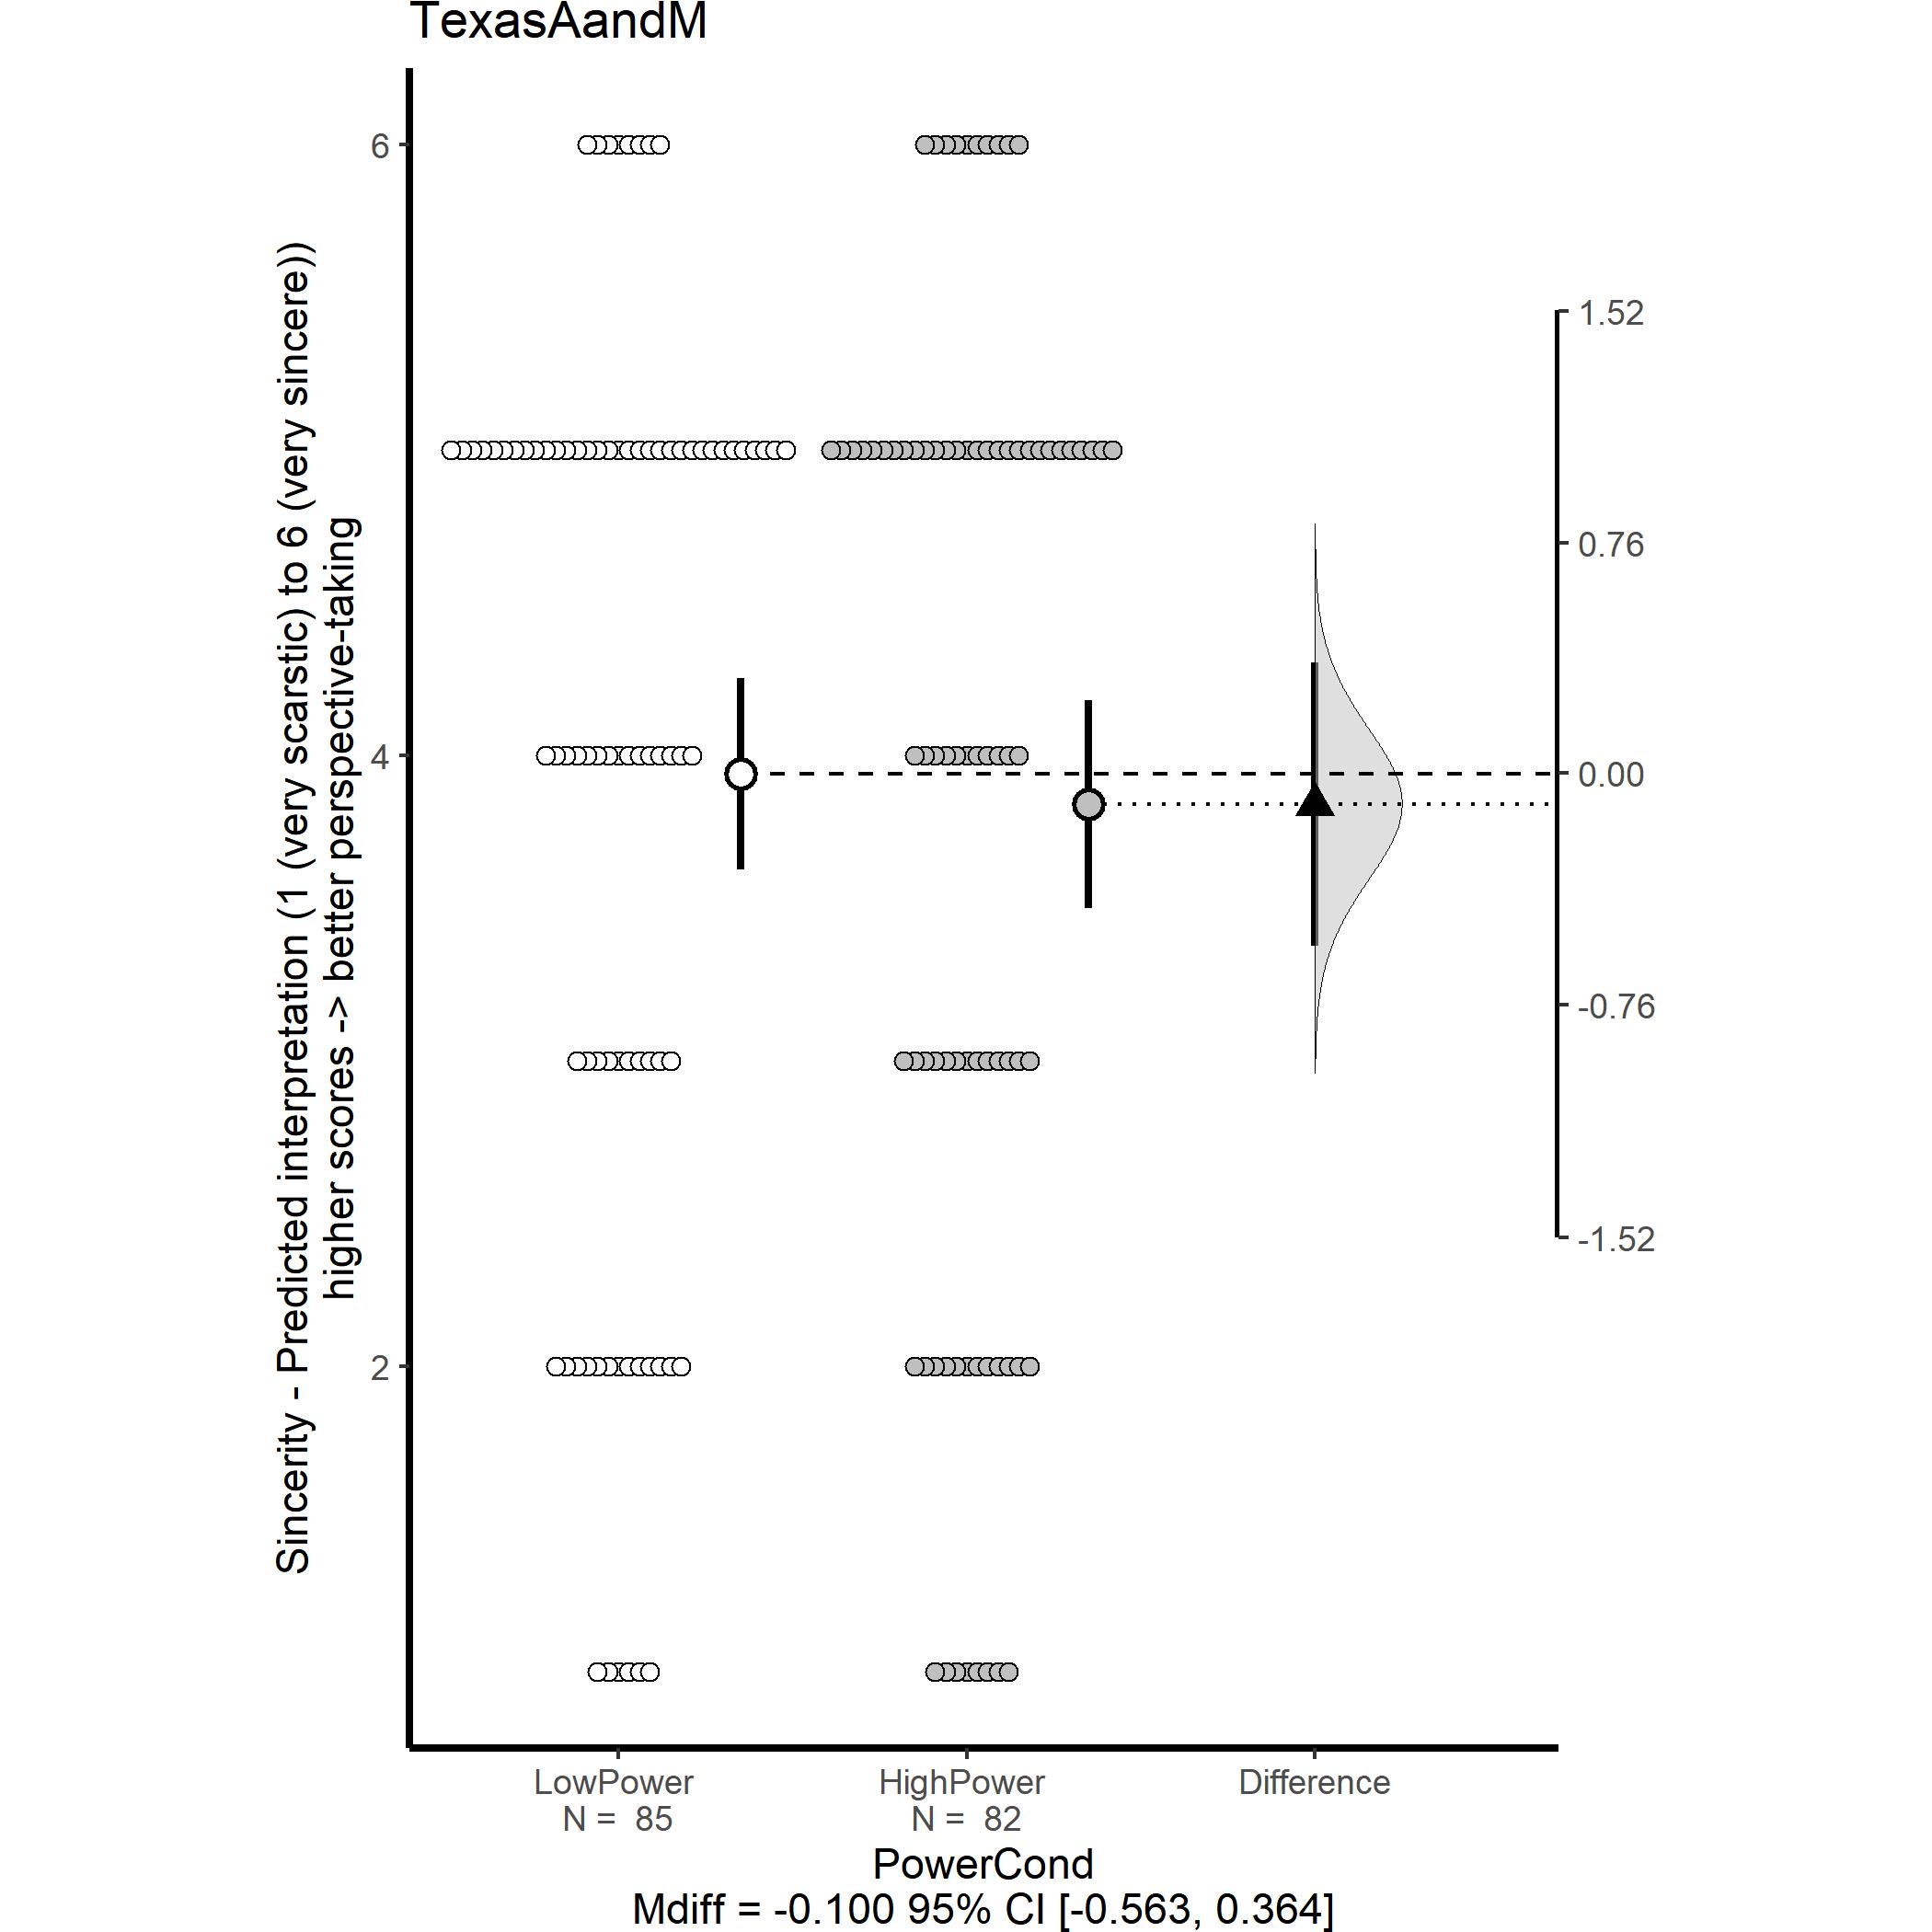 TexasAandM
Sincerity - Predicted interpretation (1 (very scarstic) to 6 (very sincere))
higher scores -> better perspective-taking
6
4
2
1.52
0.76
0.00
-0.76
-1.52
LowPower
N =  85
HighPower
N =  82
Difference
PowerCond
Mdiff = -0.100 95% CI [-0.563, 0.364]